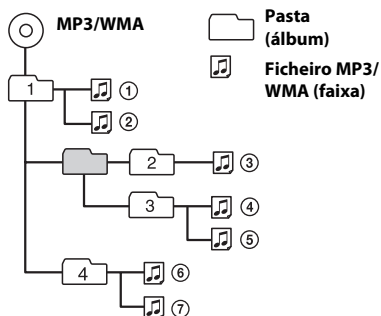 MP3/WMA
Pasta
(álbum)
Ficheiro MP3/
WMA (faixa)
1
①
②
2
③
3
④
⑤
4
⑥
⑦